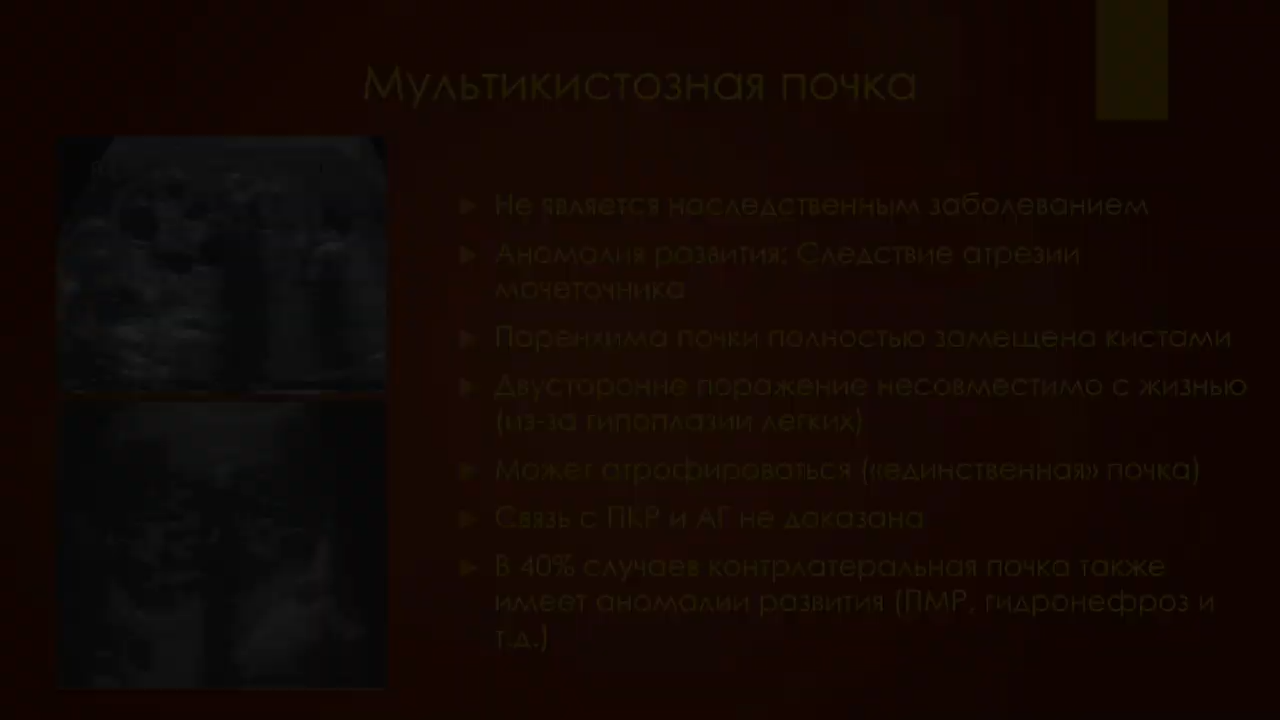 Мультикистозная почка
Не является наследственным заболеванием
Аномалия развития: Следствие атрезии
мочеточника
Паренхима почки полностью замещена кистами
Двусторонне поражение несовместимо с жизнью
(из-за гипоплазии легких)
Может атрофироваться («единственная» почка)
Связь с ПКР и АГ не доказана
В 40% случаев контрлатеральная почка также
имеет аномалии развития (ПМР, гидронефроз и
т.д.)